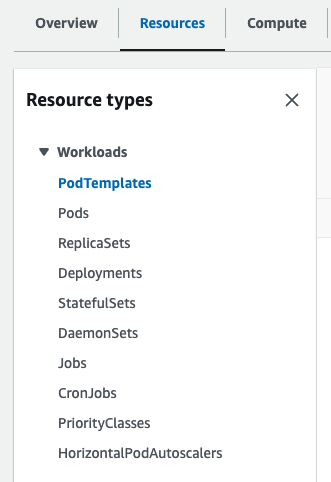 Overview Resources Compute
Resource types
Workloads
PodTemplates
Pods
ReplicaSets
Deployments
StatefulSets
DaemonSets
Jobs
CronJobs
PriorityClasses
HorizontalPodAutoscalers